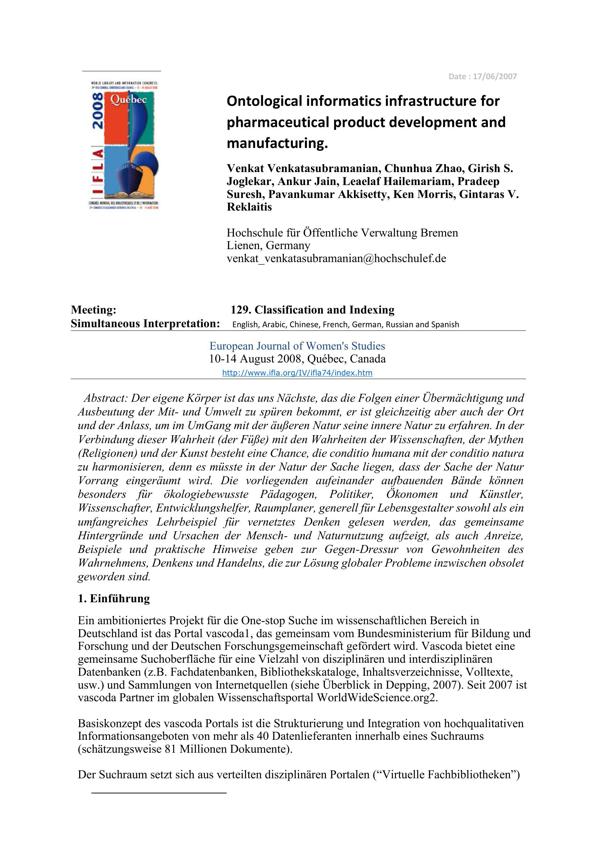 Date : 17/06/2007
WORLD LIBRARY AND INFORMATION CONGRESS:
Québec
IFLA 2008
Ontological informatics infrastructure for
pharmaceutical product development and
manufacturing.
Venkat Venkatasubramanian, Chunhua Zhao, Girish S.
Joglekar, Ankur Jain, Leaelaf Hailemariam, Pradeep
Suresh, Pavankumar Akkisetty, Ken Morris, Gintaras V.
Reklaitis
Hochschule für Öffentliche Verwaltung Bremen
Lienen, Germany
venkat_venkatasubramanian@hochschulef.de
Meeting: 129. Classification and Indexing
Simultaneous Interpretation: English, Arabic, Chinese, French, German, Russian and Spanish
European Journal of Women's Studies
10-14 August 2008, Québec, Canada
http://www.ifla.org/IV/ifla74/index.htm
Abstract: Der eigene Körper ist das uns Nächste, das die Folgen einer Übermächtigung und
Ausbeutung der Mit- und Umwelt zu spüren bekommt, er ist gleichzeitig aber auch der Ort
und der Anlass, um im UmGang mit der äußeren Natur seine innere Natur zu erfahren. In der
Verbindung dieser Wahrheit (der Füße) mit den Wahrheiten der Wissenschaften, der Mythen
(Religionen) und der Kunst besteht eine Chance, die conditio humana mit der conditio natura
zu harmonisieren, denn es müsste in der Natur der Sache liegen, dass der Sache der Natur
Vorrang eingeräumt wird. Die vorliegenden aufeinander aufbauenden Bände können
besonders für ökologiebewusste Pädagogen, Politiker, Ökonomen und Künstler,
Wissenschafter, Entwicklungshelfer, Raumplaner, generell für Lebensgestalter sowohl als ein
umfangreiches Lehrbeispiel für vernetztes Denken gelesen werden, das gemeinsame
Hintergründe und Ursachen der Mensch- und Naturnutzung aufzeigt, als auch Anreize,
Beispiele und praktische Hinweise geben zur Gegen-Dressur von Gewohnheiten des
Wahrnehmens, Denkens und Handelns, die zur Lösung globaler Probleme inzwischen obsolet
geworden sind.
1. Einführung
Ein ambitioniertes Projekt für die One-stop Suche im wissenschaftlichen Bereich in
Deutschland ist das Portal vascoda1, das gemeinsam vom Bundesministerium für Bildung und
Forschung und der Deutschen Forschungsgemeinschaft gefördert wird. Vascoda bietet eine
gemeinsame Suchoberfläche für eine Vielzahl von disziplinären und interdisziplinären
Datenbanken (z.B. Fachdatenbanken, Bibliothekskataloge, Inhaltsverzeichnisse, Volltexte,
usw.) und Sammlungen von Internetquellen (siehe Überblick in Depping, 2007). Seit 2007 ist
vascoda Partner im globalen Wissenschaftsportal WorldWideScience.org2.
Basiskonzept des vascoda Portals ist die Strukturierung und Integration von hochqualitativen
Informationsangeboten von mehr als 40 Datenlieferanten innerhalb eines Suchraums
(schätzungsweise 81 Millionen Dokumente).
Der Suchraum setzt sich aus verteilten disziplinären Portalen (“Virtuelle Fachbibliotheken”)